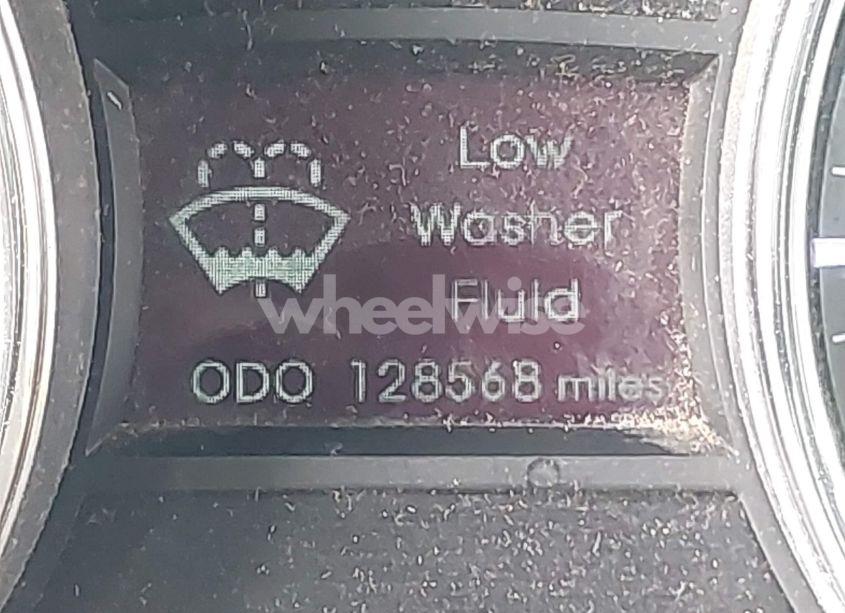 Low
Washer
Fluid
wheelwise
ODO 128568 miles